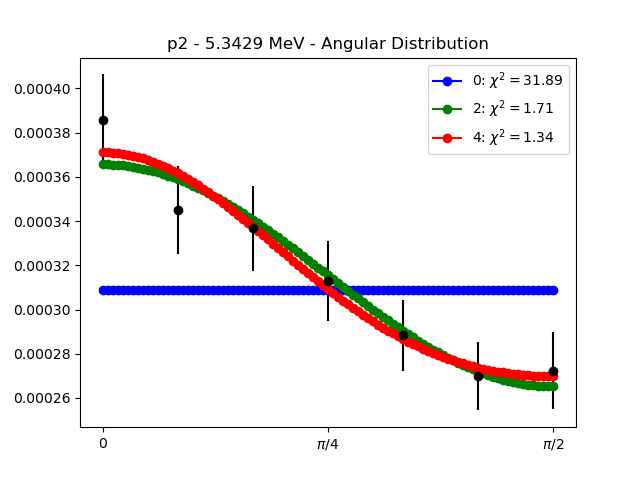 p2 - 5.3429 MeV - Angular Distribution
0: χ² = 31.89
2: χ² = 1.71
4: χ² = 1.34
0.00040
0.00038
0.00036
0.00034
0.00032
0.00030
0.00028
0.00026
0 π/4 π/2